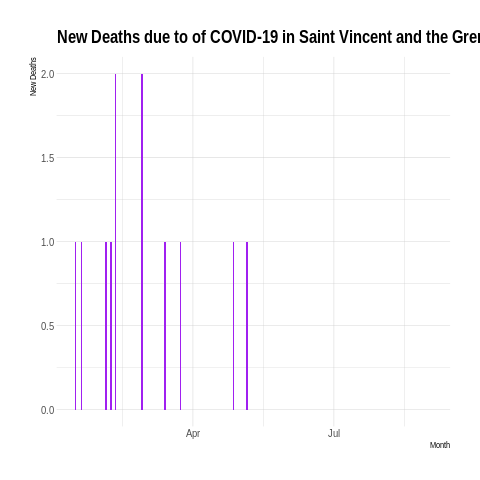 New Deaths due to of COVID-19 in Saint Vincent and the Gren
New Deaths
2.0
1.5
1.0
0.5
0.0
Apr
Jul
Month